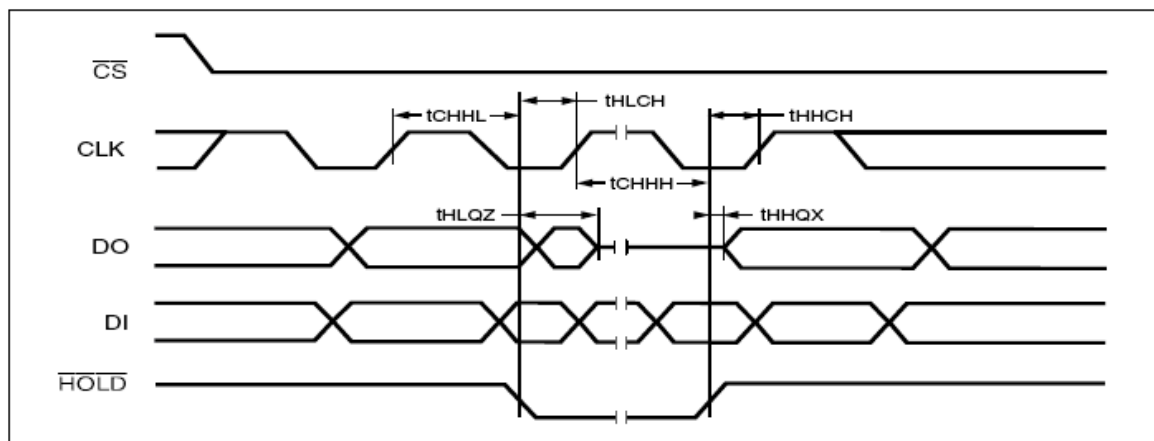 CS
tHLCH
tCHHL
tHHCH
CLK
tCHHH
tHLQZ
tHHQX
DO
DI
HOLD